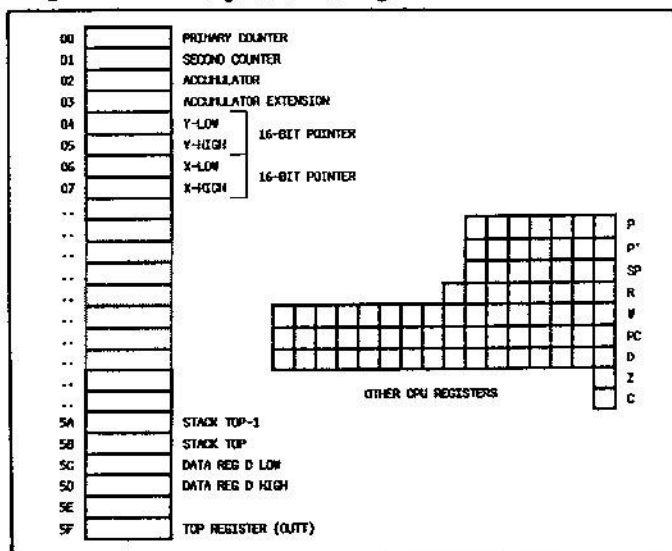 00 PRIMARY COUNTER
01 SECOND COUNTER
02 ACCUMULATOR
03 ACCUMULATOR EXTENSION
04 Y-LOW
05 Y-HIGH
16-BIT POINTER
06 X-LOW
07 X-HIGH
16-BIT POINTER
..
..
..
..
..
..
..
..
..
..
5A STACK TOP-1
5B STACK TOP
5C DATA REG D LOW
5D DATA REG D HIGH
5E
5F TOP REGISTER (OUTF)
P
P'
SP
R
W
PC
D
Z
C
OTHER CPU REGISTERS